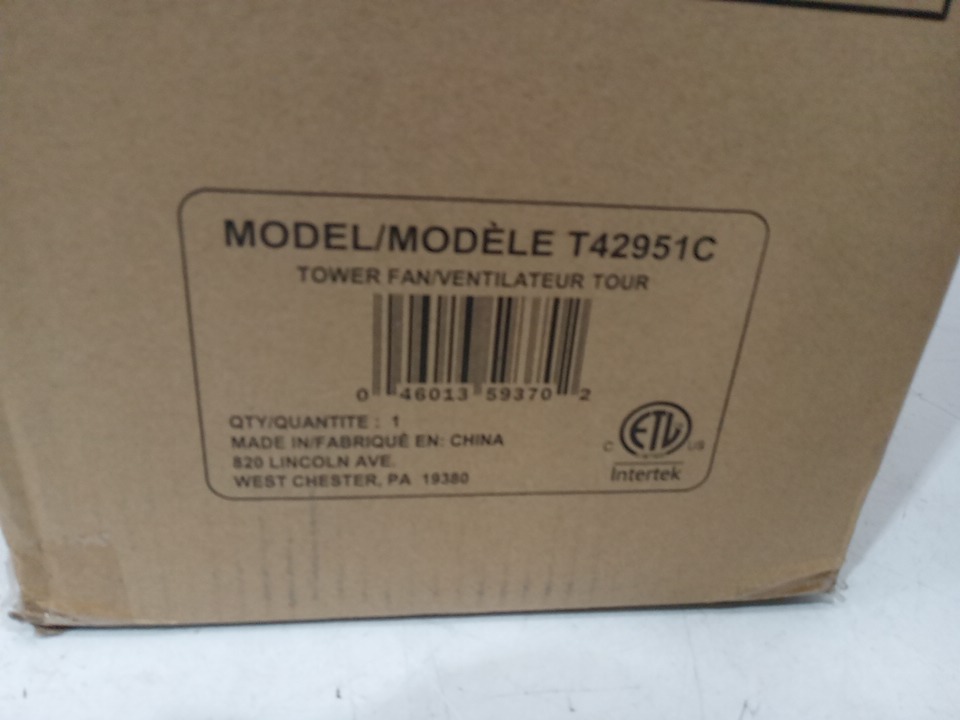 MODEL/MODÈLE T42951C
TOWER FAN/VENTILATEUR TOUR
0 46013 59370 2
QTY/QUANTITE : 1
MADE IN/FABRIQUÉ EN: CHINA
820 LINCOLN AVE.
WEST CHESTER, PA 19380
C ETL US
Intertek